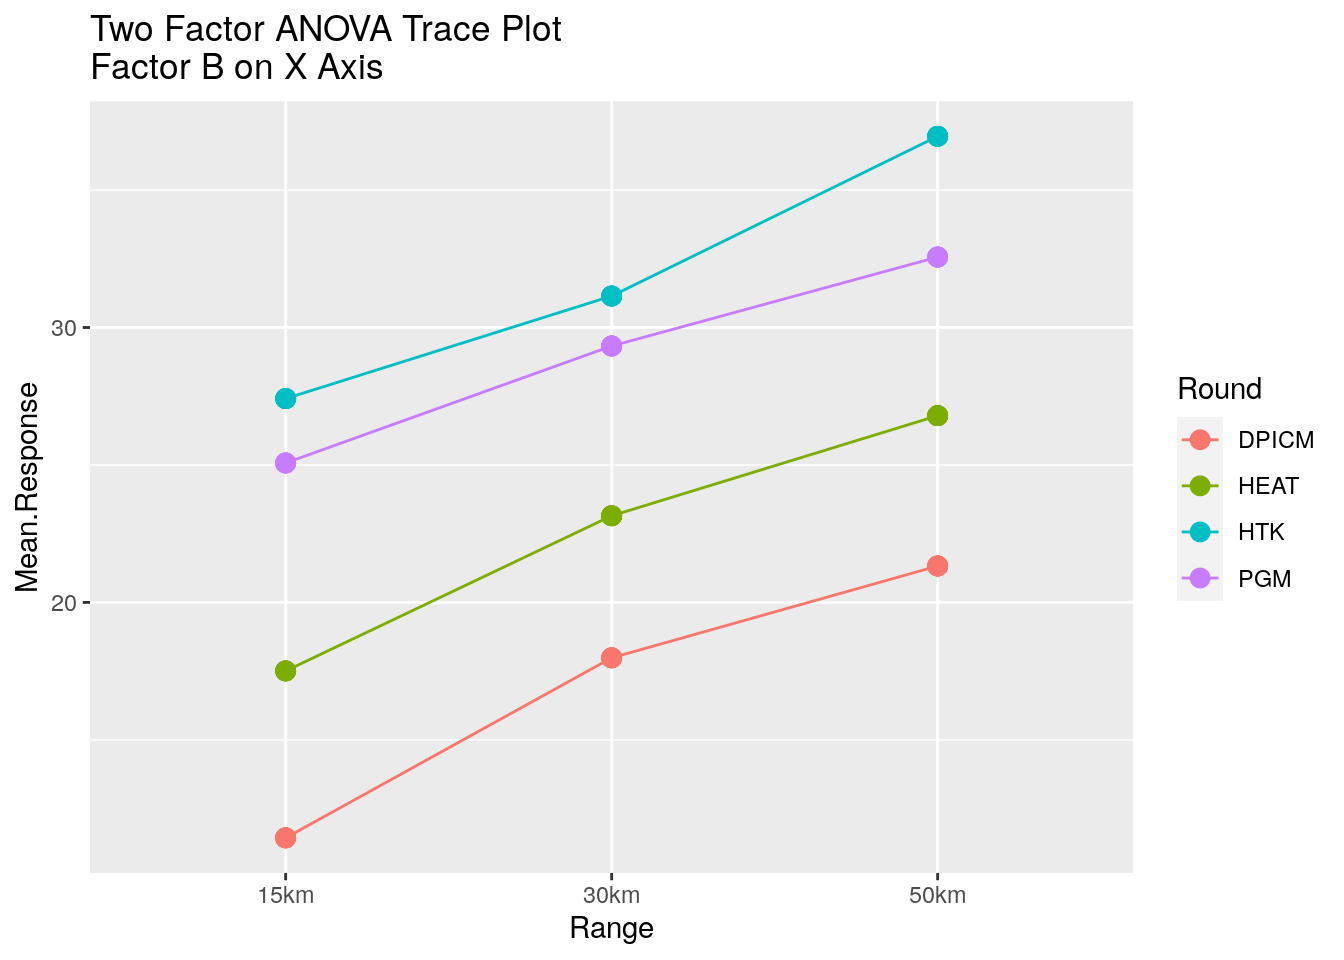 Two Factor ANOVA Trace Plot
Factor B on X Axis
Mean.Response
30
20
15km
30km
50km
Range
Round
DPICM
HEAT
HTK
PGM